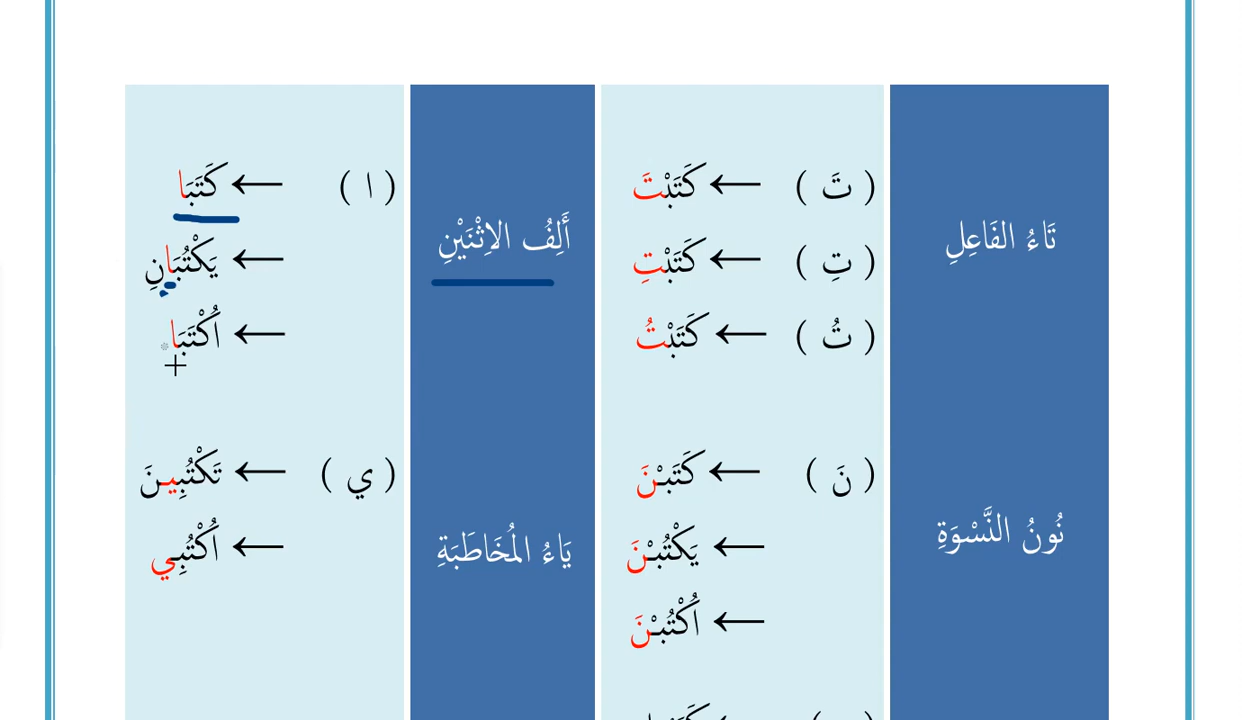 تَاءُ الفَاعِلِ
( تَ ) ← كَتَبْتَ
( تِ ) ← كَتَبْتِ
( تُ ) ← كَتَبْتُ
أَلِفُ الاِثْنَيْنِ
( ا ) ← كَتَبَا
← يَكْتُبَانِ
← اُكْتَبَا
نُونُ النَّسْوَةِ
( نَ ) ← كَتَبْنَ
← يَكْتُبْنَ
← اُكْتُبْنَ
يَاءُ المُخَاطَبَةِ
( ي ) ← تَكْتُبِينَ
← اُكْتُبِي